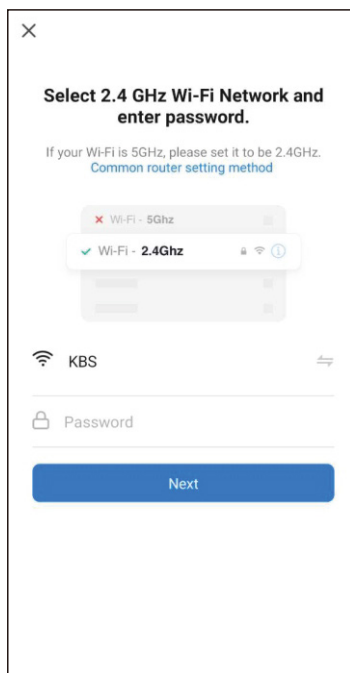 Select 2.4 GHz Wi-Fi Network and
enter password.
If your Wi-Fi is 5GHz, please set it to be 2.4GHz.
Common router setting method
Wi-Fi - 5Ghz
Wi-Fi - 2.4Ghz
KBS
Password
Next